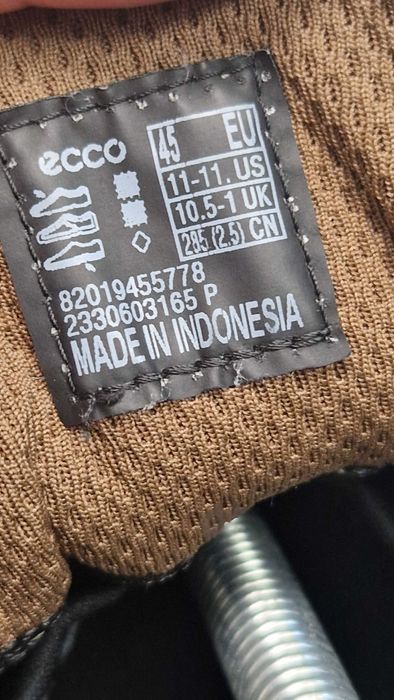 ecco
45 EU
11-11. US
10.5-1 UK
285 (2.5) CN
82019455778
2330603165 P
MADE IN INDONESIA